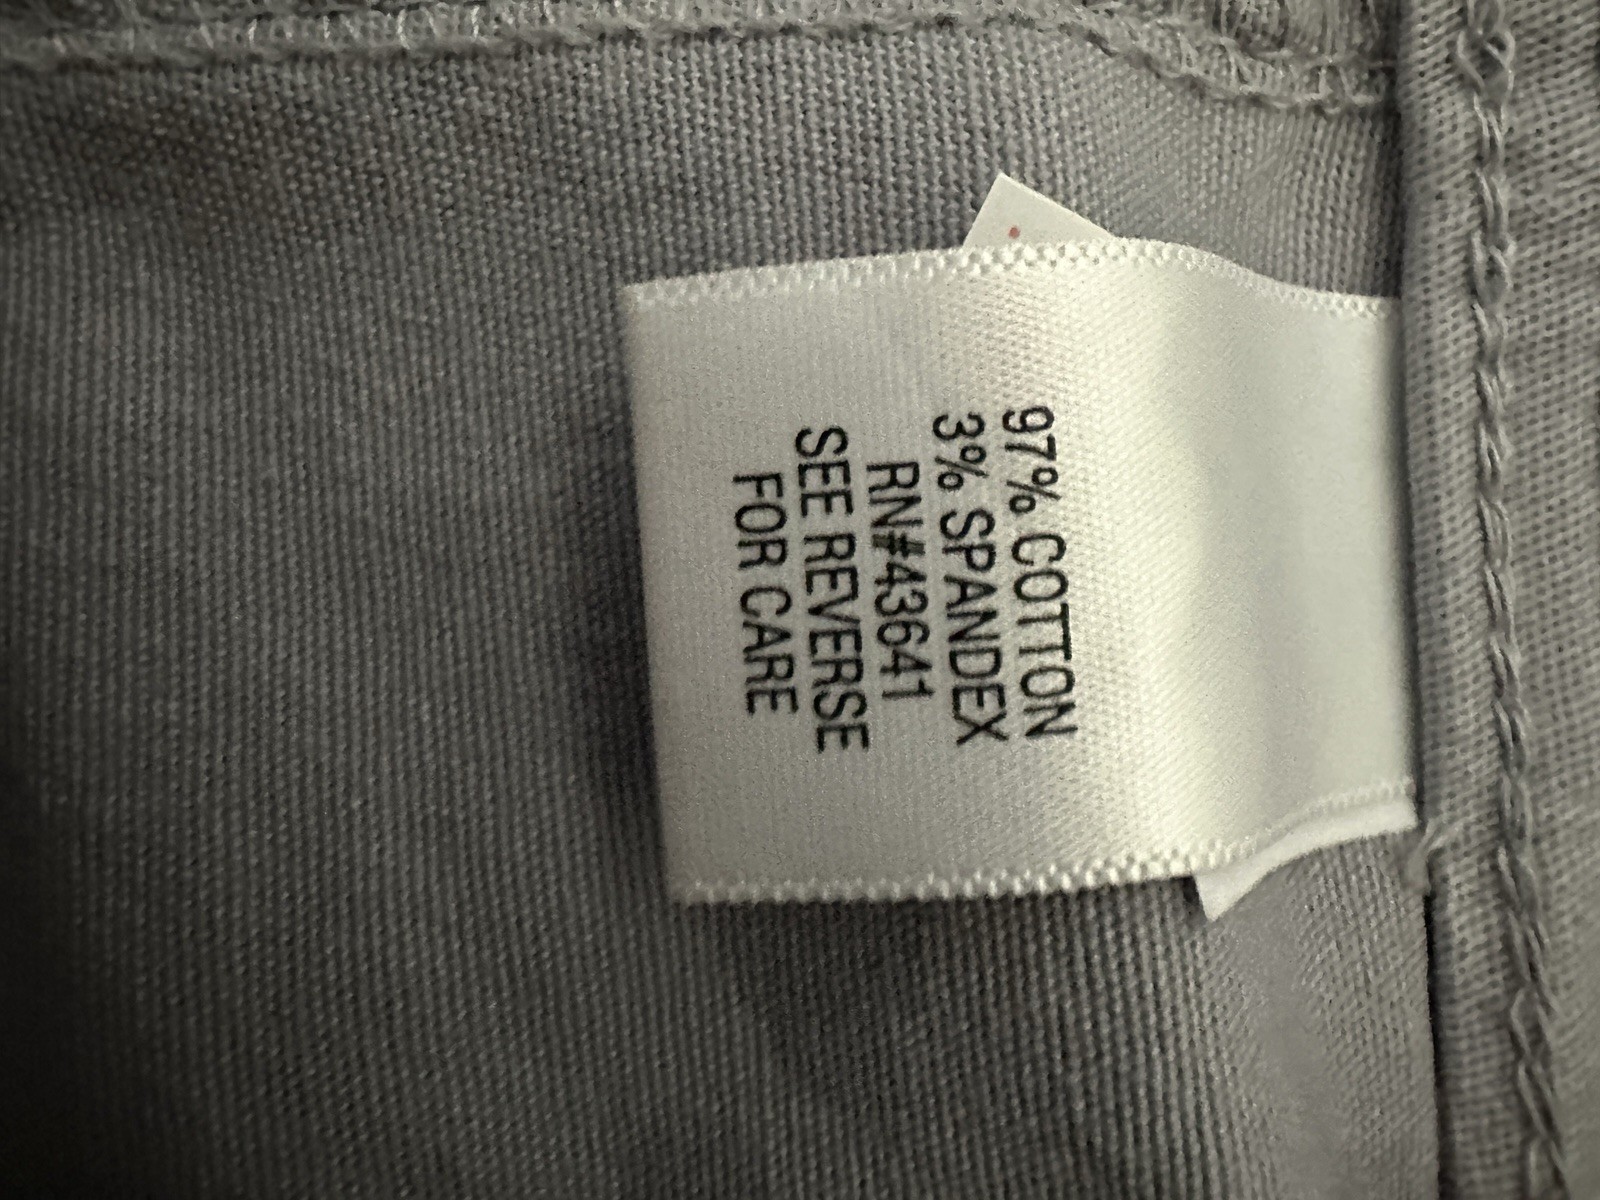 97% COTTON
3% SPANDEX
RN#43641
SEE REVERSE
FOR CARE